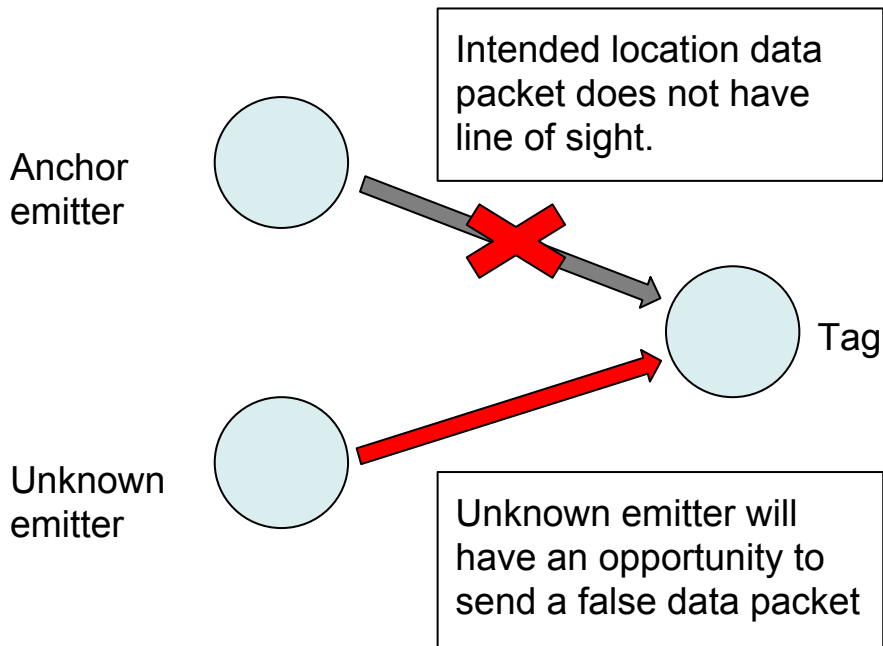 Intended location data
packet does not have
line of sight.
Anchor
emitter
Tag
Unknown
emitter
Unknown emitter will
have an opportunity to
send a false data packet